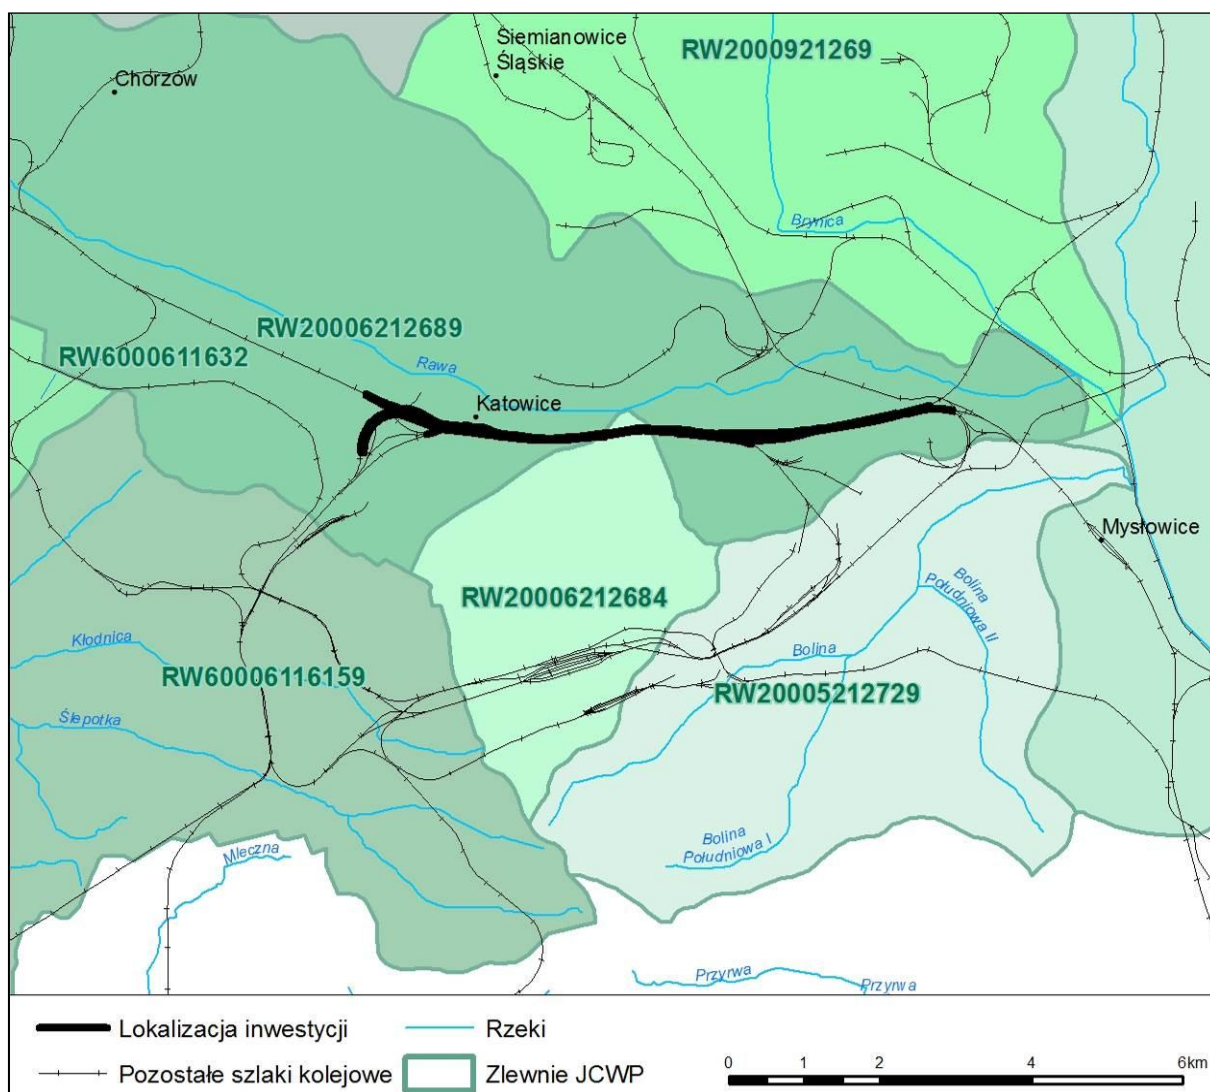 Siemianowice
Śląskie
RW2000921269
Chorzów
Brynica
RW20006212689
RW6000611632
Rawa
Katowice
Mysłowice
RW20006212684
Bolina
Południowa II
Kłodnica
Bolina
RW60006116159
RW20005212729
Ślepotka
Bolina
Południowa I
Mleczna
Przyrwa
Przyrwa
Lokalizacja inwestycji
Rzeki
Pozostałe szlaki kolejowe
Zlewnie JCWP
0 1 2 4 6km